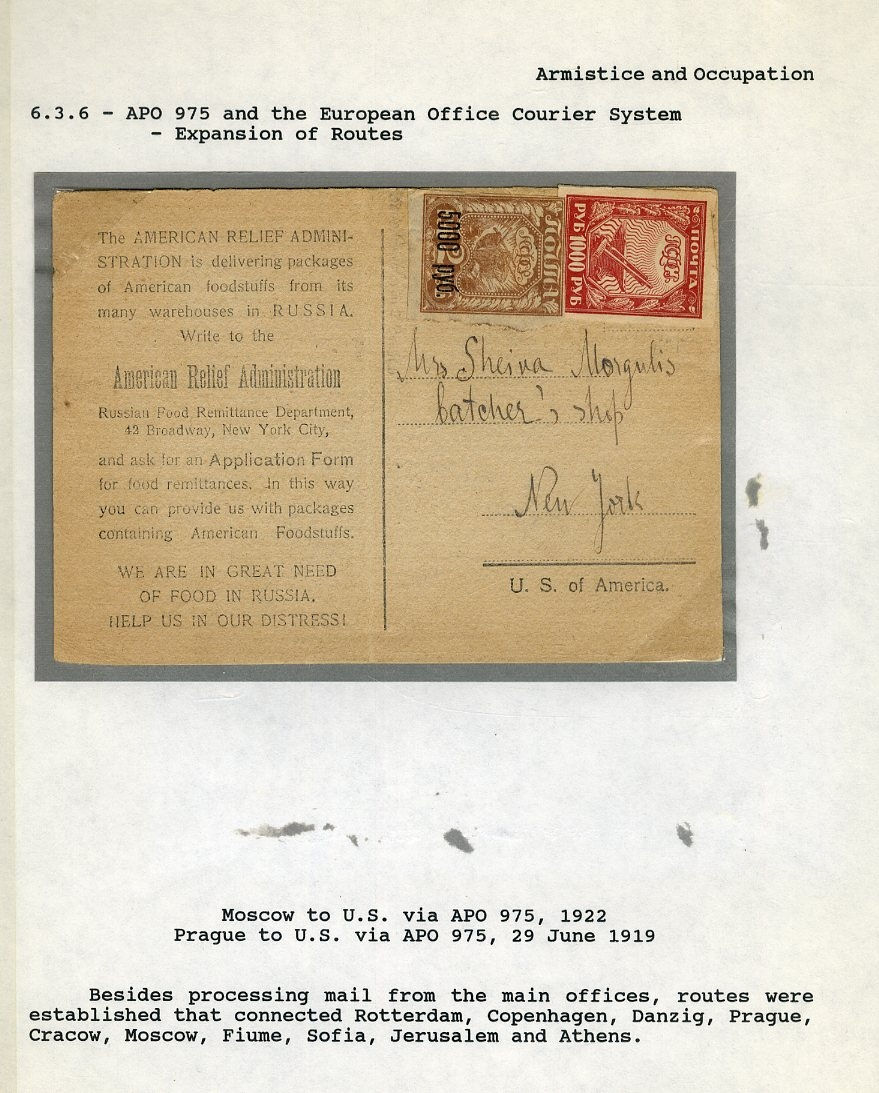 Armistice and Occupation
6.3.6 - APO 975 and the European Office Courier System
- Expansion of Routes
The AMERICAN RELIEF ADMINI-
STRATION is delivering packages
of American foodstuffs from its
many warehouses in RUSSIA.
Write to the
American Relief Administration
Russian Food Remittance Department,
42 Broadway, New York City,
and ask for an Application Form
for food remittances. In this way
you can provide us with packages
containing American Foodstuffs.
WE ARE IN GREAT NEED
OF FOOD IN RUSSIA.
HELP US IN OUR DISTRESS!
5000 руб.
ПОЧТА
РУБ 1000 РУБ
ПОЧТА
Mrs Sheiva Morgulis
batcher's shop
New York
U. S. of America.
Moscow to U.S. via APO 975, 1922
Prague to U.S. via APO 975, 29 June 1919
Besides processing mail from the main offices, routes were
established that connected Rotterdam, Copenhagen, Danzig, Prague,
Cracow, Moscow, Fiume, Sofia, Jerusalem and Athens.